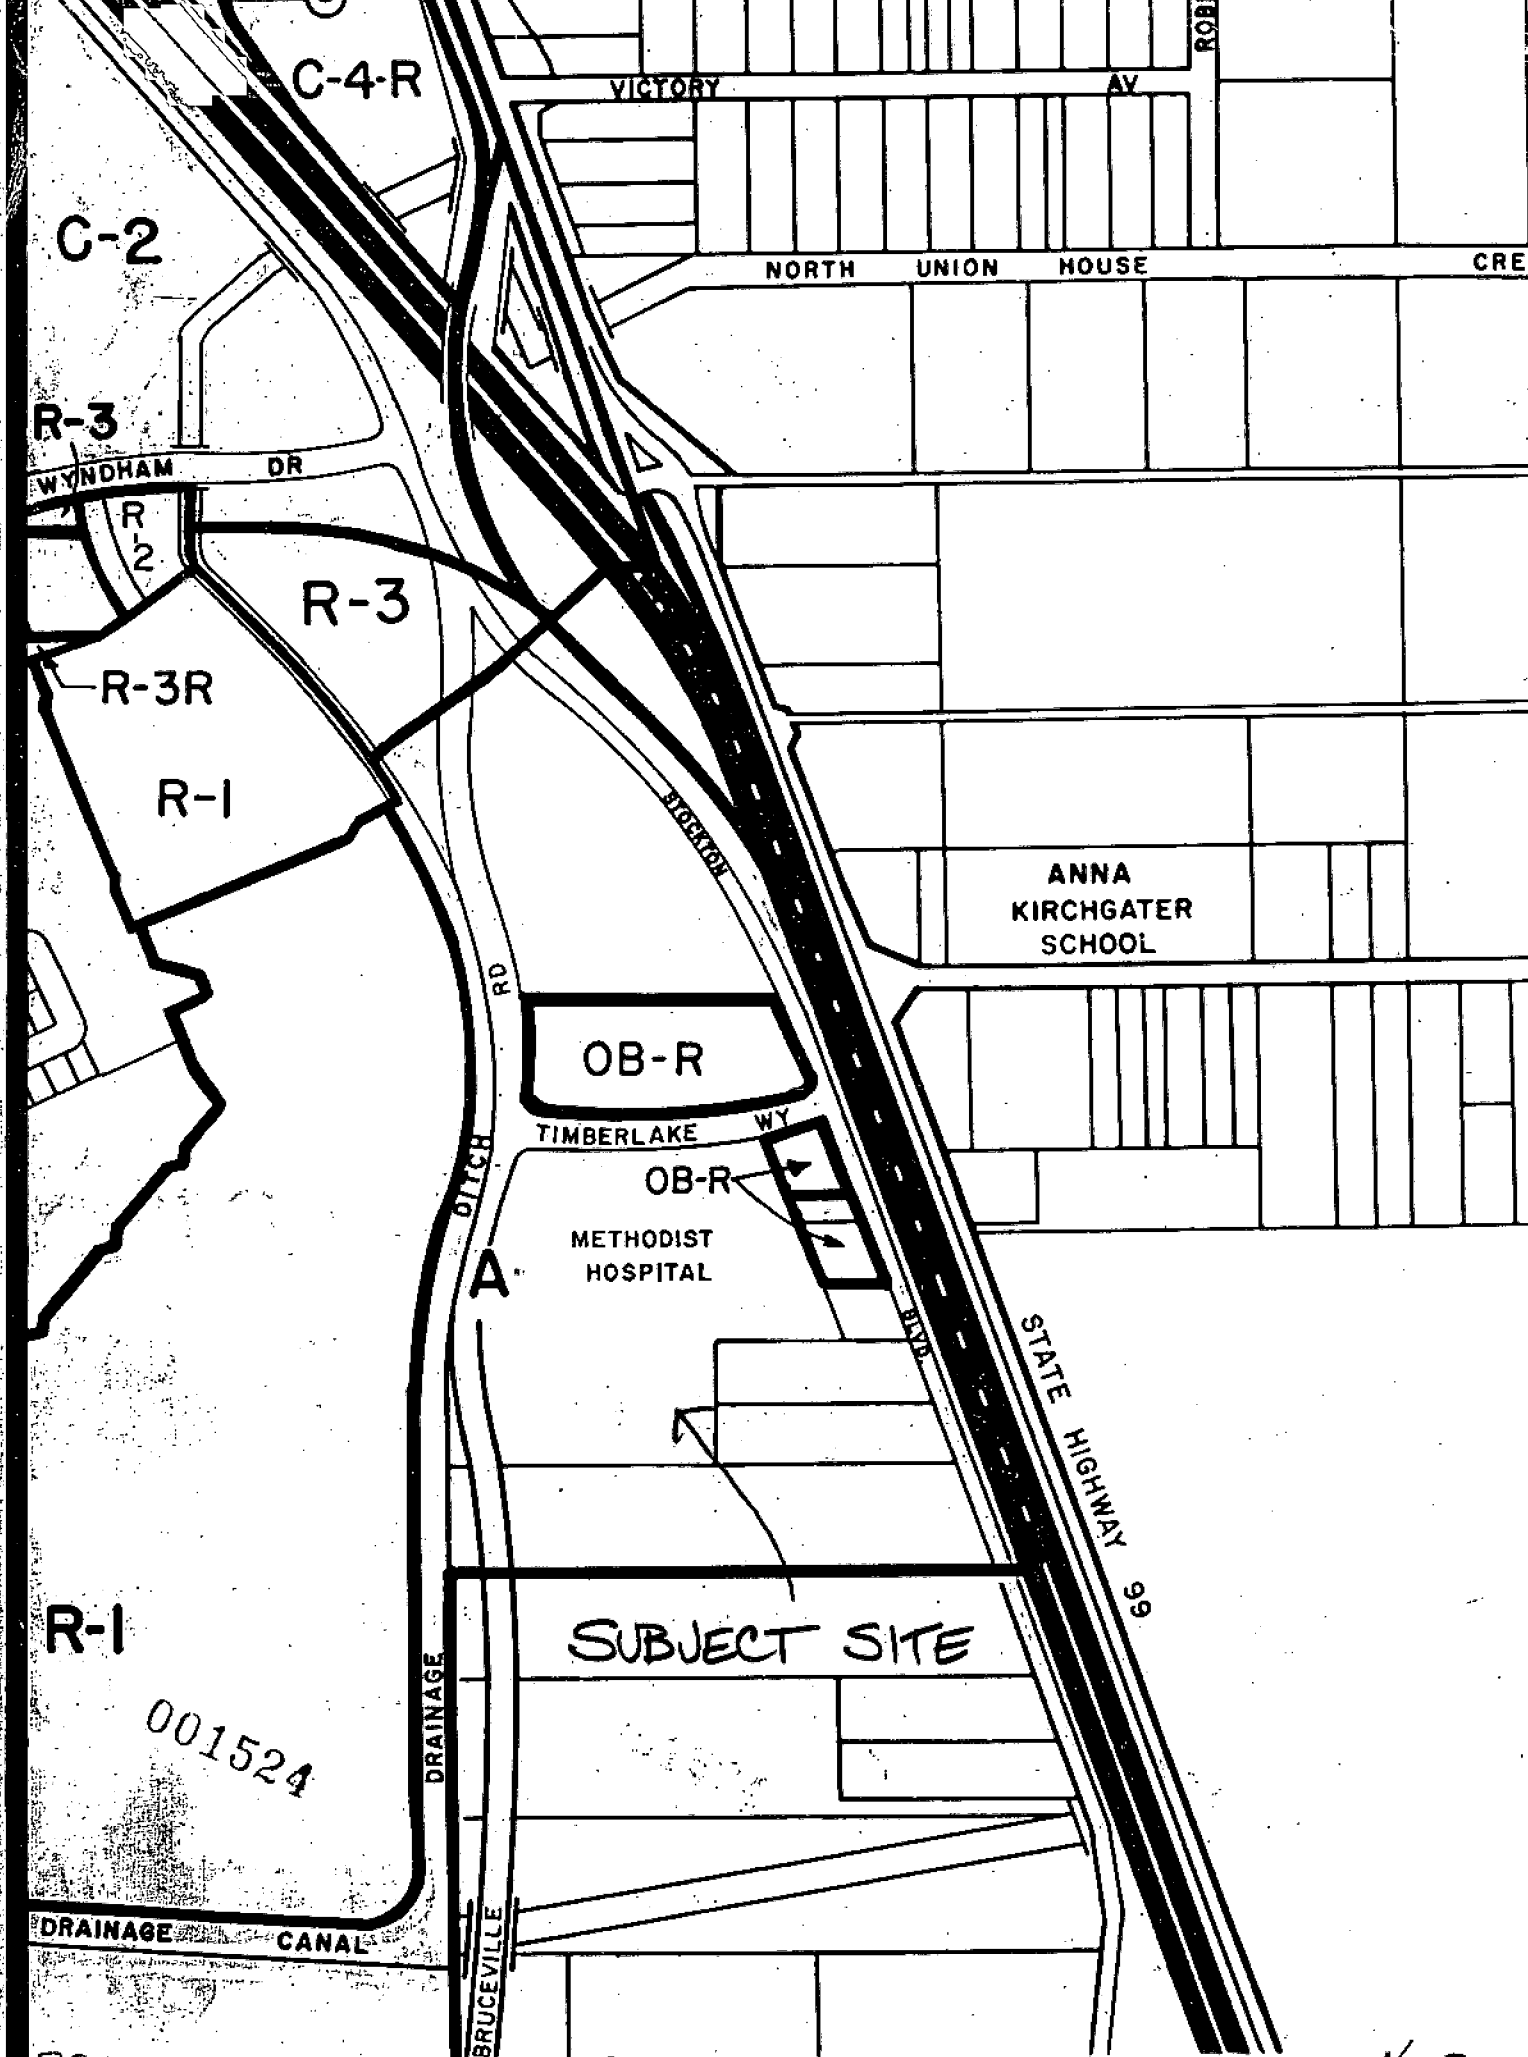 C-4-R
VICTORY AV
C-2
NORTH UNION HOUSE CRE
R-3
WYNDHAM DR
R-2
R-3
R-3R
R-1
STOCKTON
ANNA
KIRCHGATER
SCHOOL
RD
OB-R
TIMBERLAKE WY
DITCH
OB-R
METHODIST
HOSPITAL
A
BLVD.
STATE HIGHWAY 99
SUBJECT SITE
R-1
DRAINAGE
001524
DRAINAGE CANAL
BRUCEVILLE